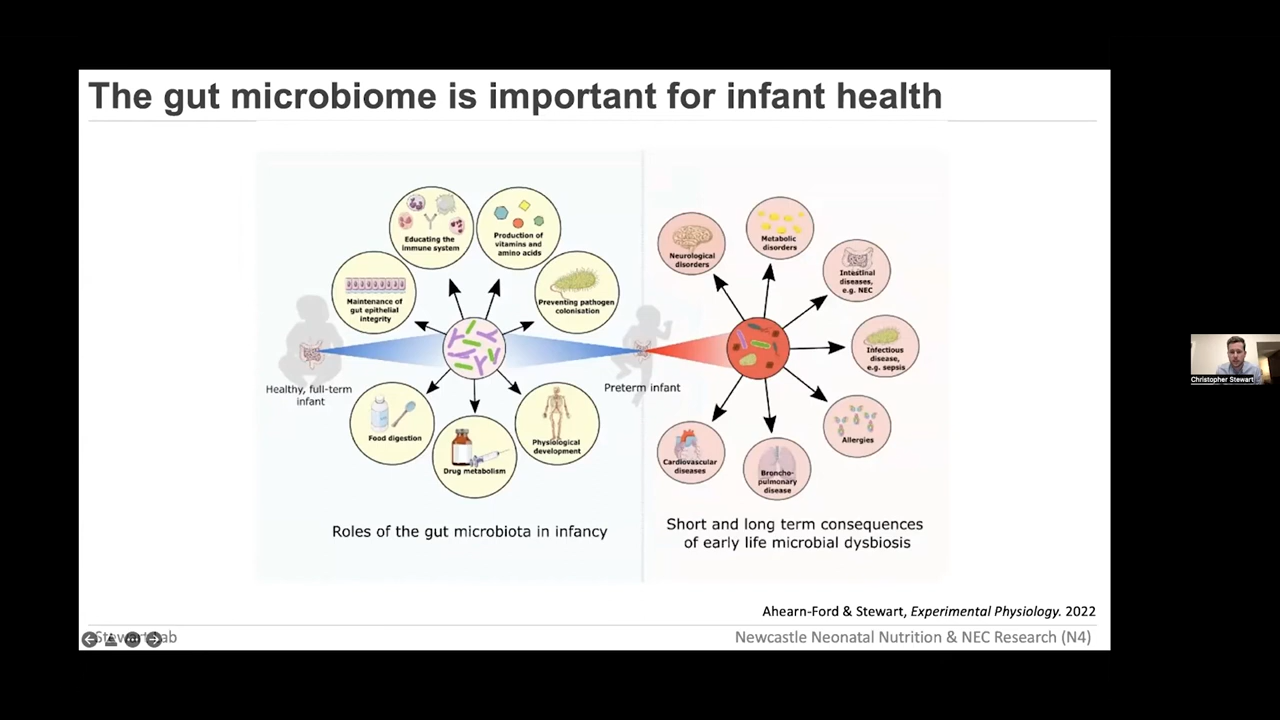 The gut microbiome is important for infant health
Educating the
immune system
Production of
vitamins and
amino acids
Maintenance of
gut epithelial
integrity
Preventing pathogen
colonisation
Healthy, full-term
infant
Preterm infant
Food digestion
Drug metabolism
Physiological
development
Roles of the gut microbiota in infancy
Neurological
disorders
Metabolic
disorders
Intestinal
diseases,
e.g. NEC
Infectious
disease,
e.g. sepsis
Allergies
Broncho-
pulmonary
disease
Cardiovascular
diseases
Short and long term consequences
of early life microbial dysbiosis
Ahearn-Ford & Stewart, Experimental Physiology. 2022
Stewart Lab
Newcastle Neonatal Nutrition & NEC Research (N4)
Christopher Stewart